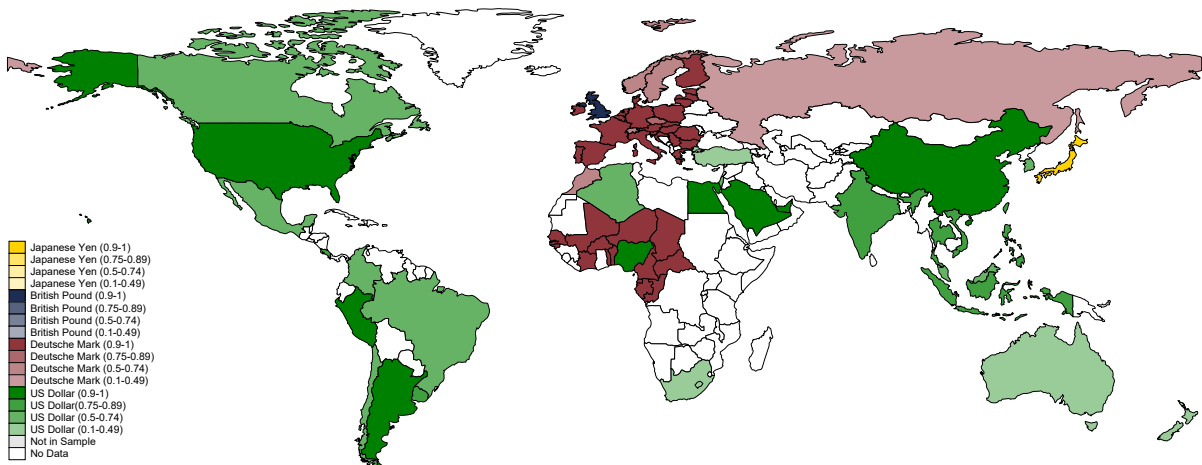 Japanese Yen (0.9-1)
Japanese Yen (0.75-0.89)
Japanese Yen (0.5-0.74)
Japanese Yen (0.1-0.49)
British Pound (0.9-1)
British Pound (0.75-0.89)
British Pound (0.5-0.74)
British Pound (0.1-0.49)
Deutsche Mark (0.9-1)
Deutsche Mark (0.75-0.89)
Deutsche Mark (0.5-0.74)
Deutsche Mark (0.1-0.49)
US Dollar (0.9-1)
US Dollar(0.75-0.89)
US Dollar (0.5-0.74)
US Dollar (0.1-0.49)
Not in Sample
No Data